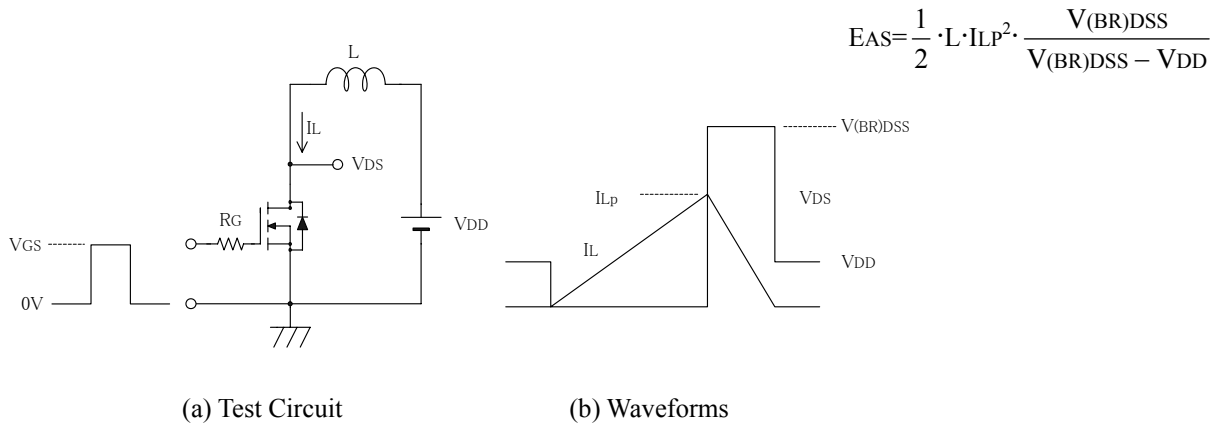 EAS=1/2 ·L·ILP²· V(BR)DSS / V(BR)DSS – VDD
L
IL
VDS
RG
VDD
VGS
0V
V(BR)DSS
ILp
VDS
IL
VDD
(a) Test Circuit
(b) Waveforms